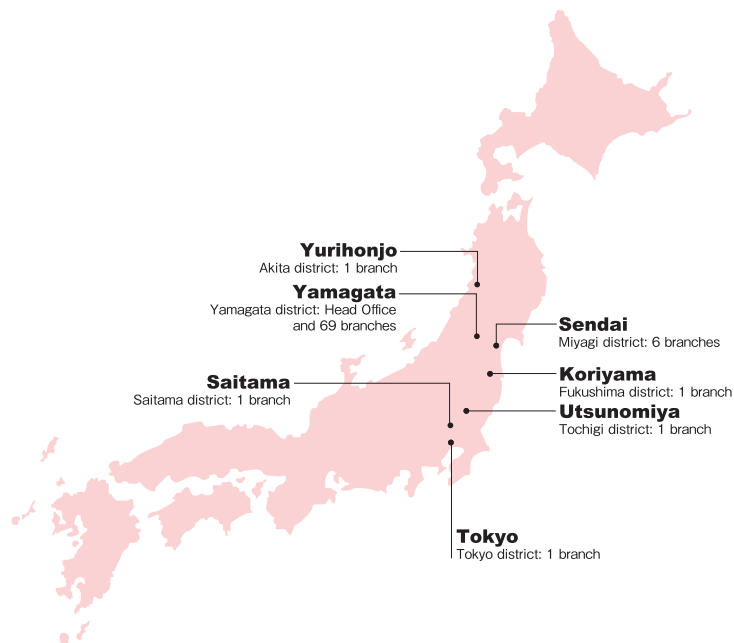 Yurihonjo
Akita district: 1 branch
Yamagata
Yamagata district: Head Office
and 69 branches
Sendai
Miyagi district: 6 branches
Koriyama
Fukushima district: 1 branch
Saitama
Saitama district: 1 branch
Utsunomiya
Tochigi district: 1 branch
Tokyo
Tokyo district: 1 branch